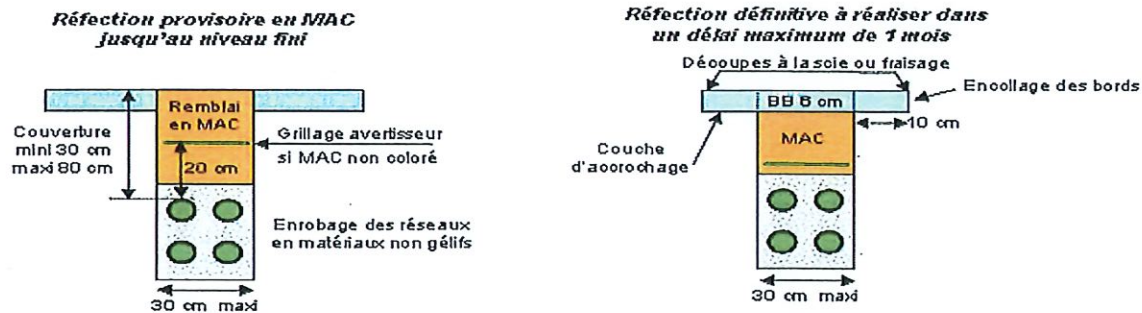 Réfection provisoire en MAC
jusqu'au niveau fini
Remblai
en MAC
Couverture
mini 30 cm
maxi 80 cm
Grillage avertisseur
si MAC non coloré
20 cm
Enrobage des réseaux
en matériaux non gélifs
30 cm maxi
Réfection définitive à réaliser dans
un délai maximum de 1 mois
Découpes à la scie ou fraisage
Encollage des bords
BB 6 cm
10 cm
MAC
Couche
d'accrochage
30 cm maxi